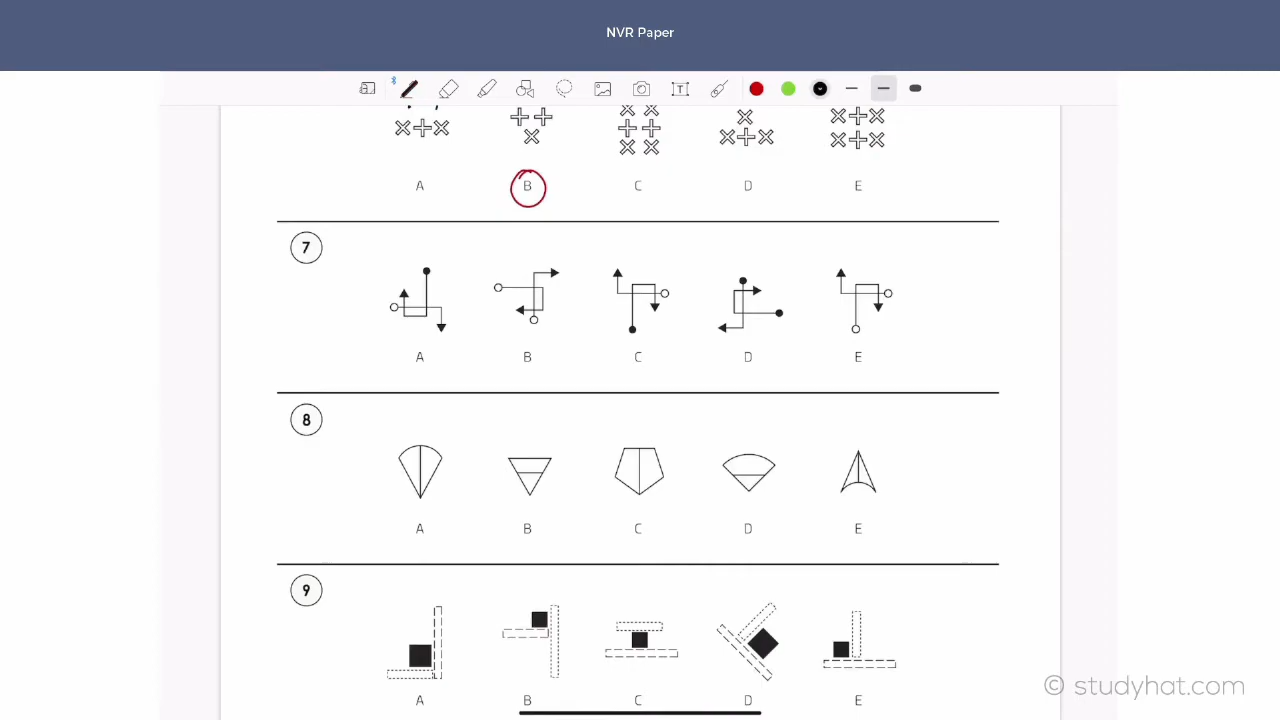 NVR Paper
T
A B C D E
7
A B C D E
8
A B C D E
9
A B C D E
© studyhat.com